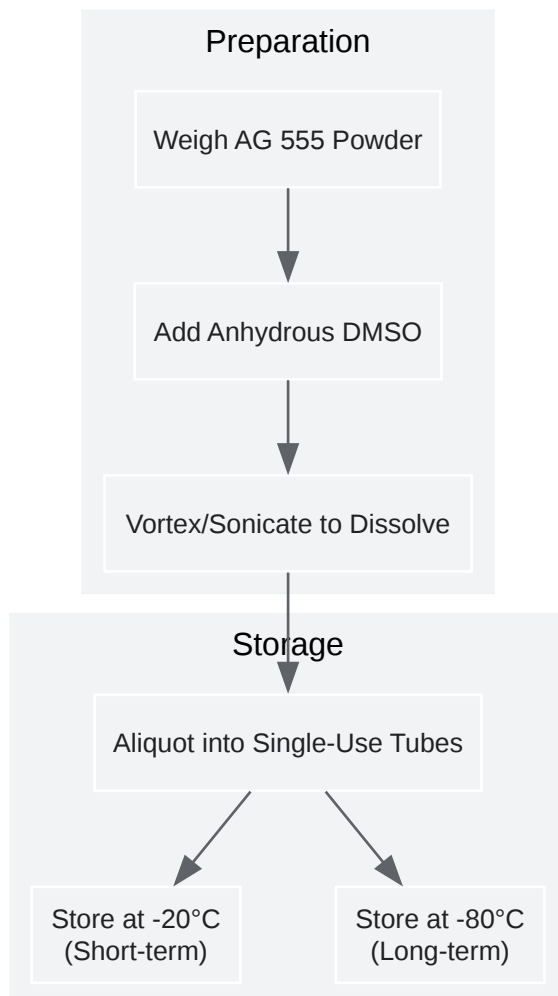 Preparation
Weigh AG 555 Powder
Add Anhydrous DMSO
Vortex/Sonicate to Dissolve
Storage
Aliquot into Single-Use Tubes
Store at -20°C
(Short-term)
Store at -80°C
(Long-term)